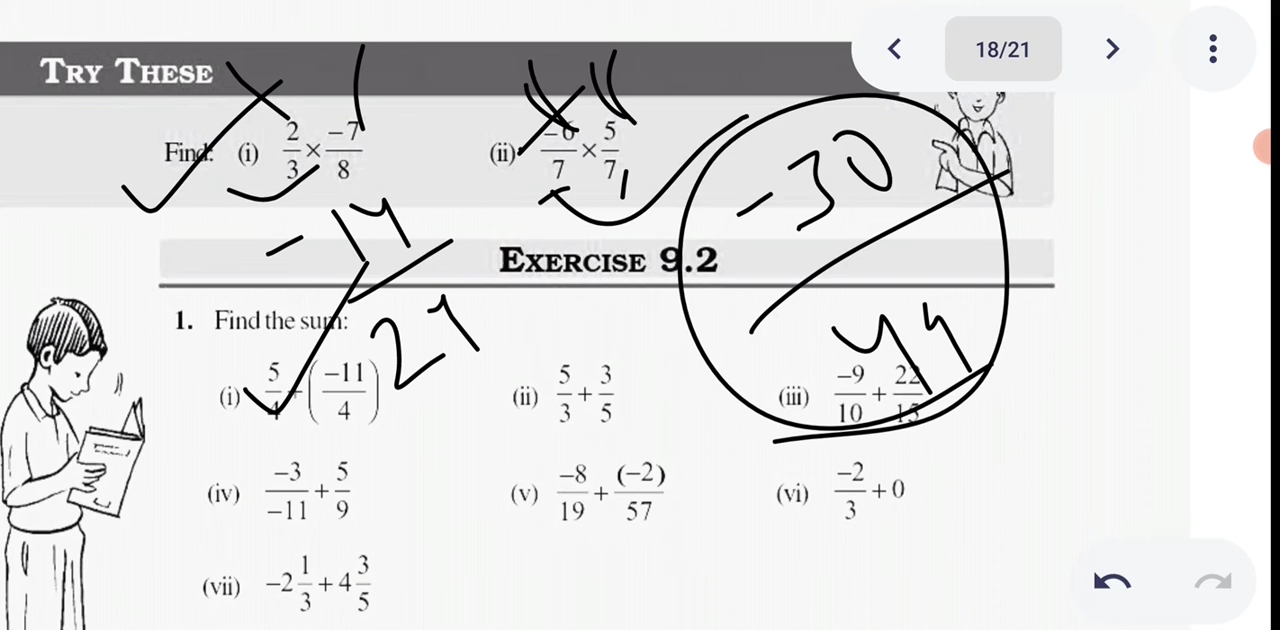 18/21
TRY THESE
Find: (i) 2/3 × -7/8 (ii) -6/7 × 5/7
-14/24
-30/49
EXERCISE 9.2
1. Find the sum:
(i) 5/4 + (-11/4) (ii) 5/3 + 3/5 (iii) -9/10 + 22/15
(iv) -3/-11 + 5/9 (v) -8/19 + (-2)/57 (vi) -2/3 + 0
(vii) -2 1/3 + 4 3/5